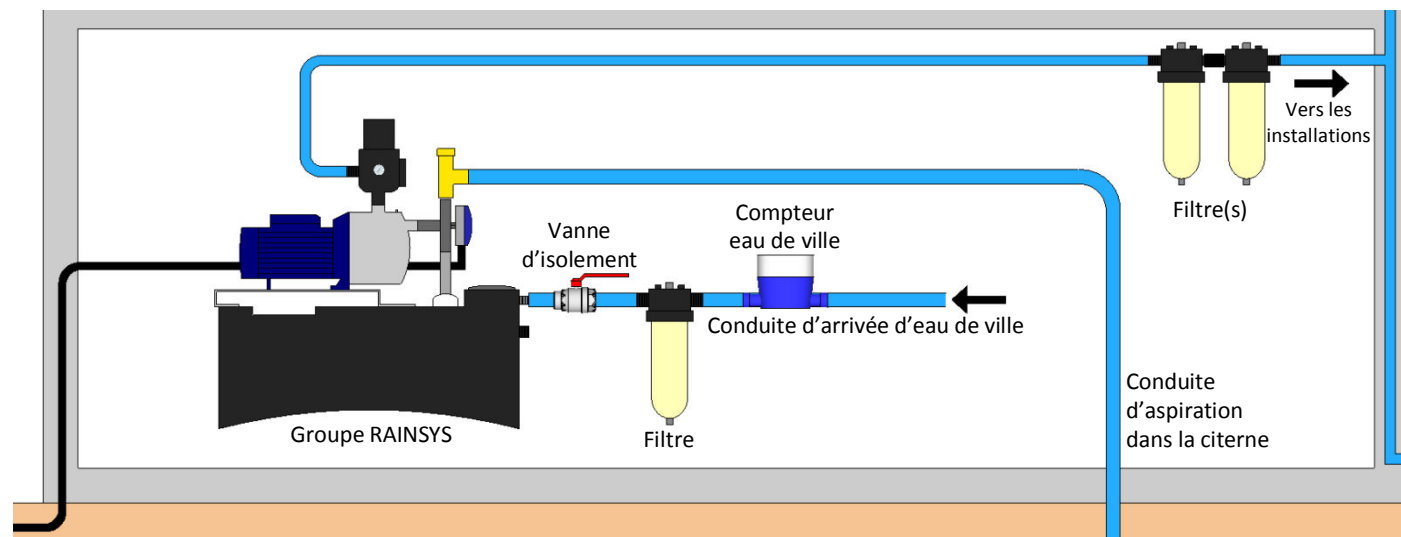 Vers les
installations
Filtre(s)
Compteur
eau de ville
Vanne
d’isolement
Conduite d’arrivée d’eau de ville
Conduite
d’aspiration
dans la citerne
Groupe RAINSYS
Filtre